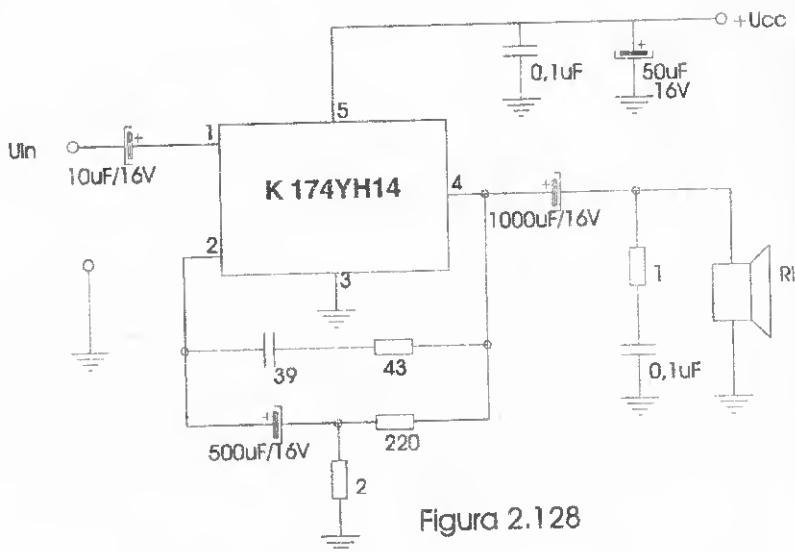 +Ucc
0,1uF
50uF
16V
5
UIn
1
10uF/16V
K 174YH14
4
1000uF/16V
2
3
1
Rl
39
43
0,1uF
500uF/16V
220
2
Figura 2.128